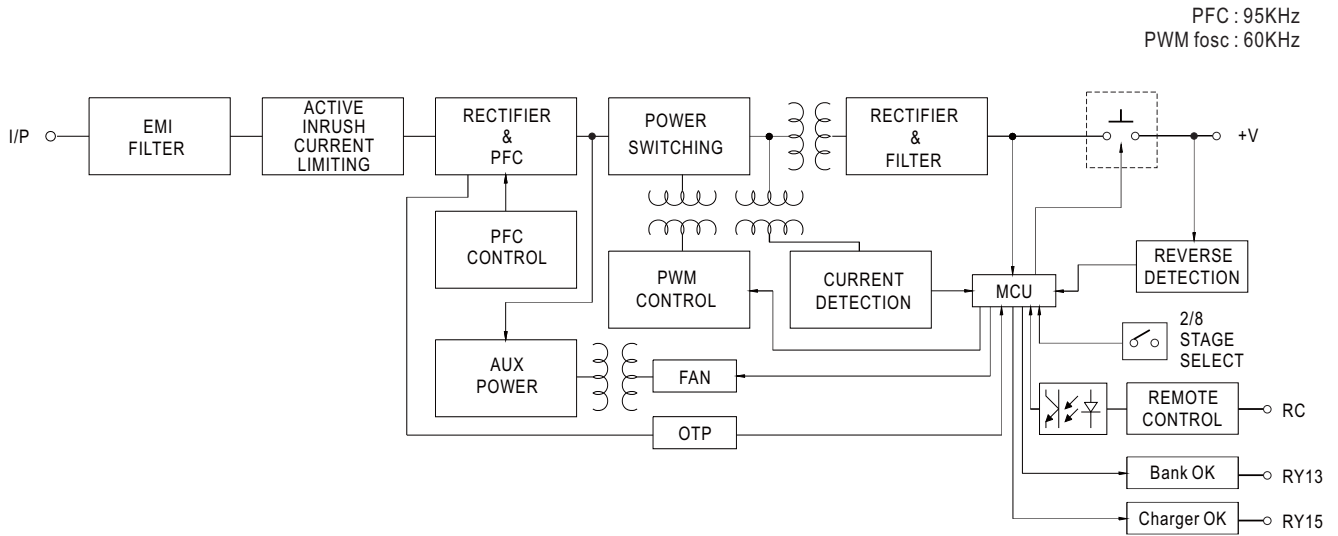 PFC : 95KHz
PWM fosc : 60KHz
I/P
EMI
FILTER
ACTIVE
INRUSH
CURRENT
LIMITING
RECTIFIER
&
PFC
POWER
SWITCHING
RECTIFIER
&
FILTER
+V
PFC
CONTROL
PWM
CONTROL
CURRENT
DETECTION
MCU
REVERSE
DETECTION
2/8
STAGE
SELECT
AUX
POWER
FAN
OTP
REMOTE
CONTROL
RC
Bank OK
RY13
Charger OK
RY15